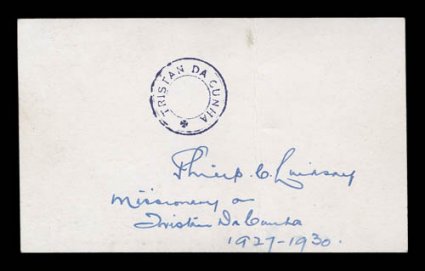 TRISTAN DA CUNHA
Philip C. Lindsay
Missionary on
Tristan Da Cunha
1927-1930.